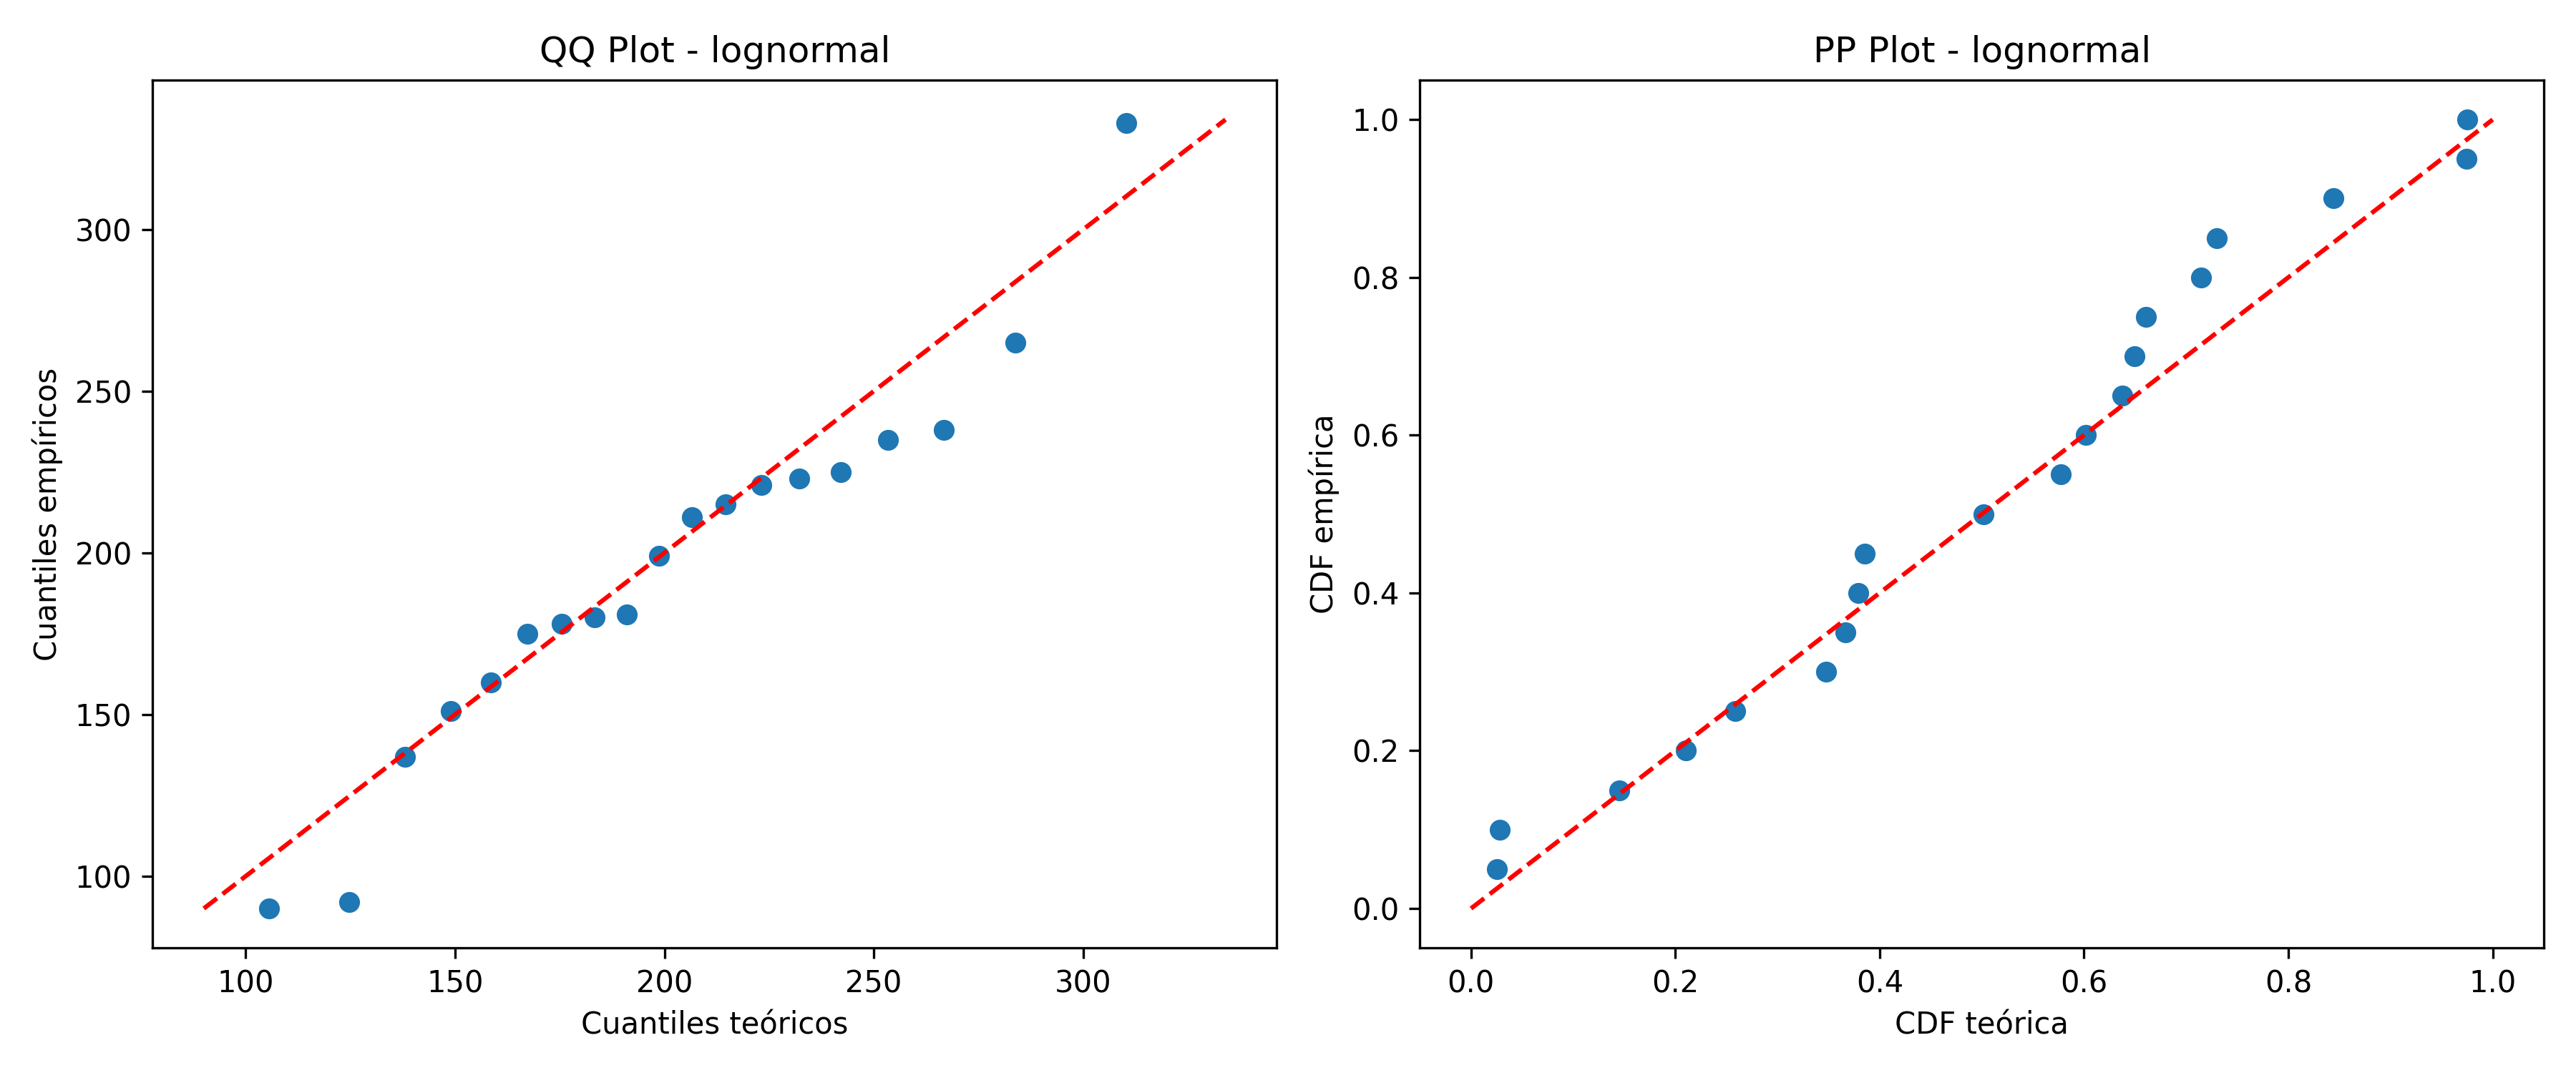 QQ Plot - lognormal
Cuantiles empíricos
300
250
200
150
100
100 150 200 250 300
Cuantiles teóricos
PP Plot - lognormal
CDF empírica
1.0
0.8
0.6
0.4
0.2
0.0
0.0 0.2 0.4 0.6 0.8 1.0
CDF teórica